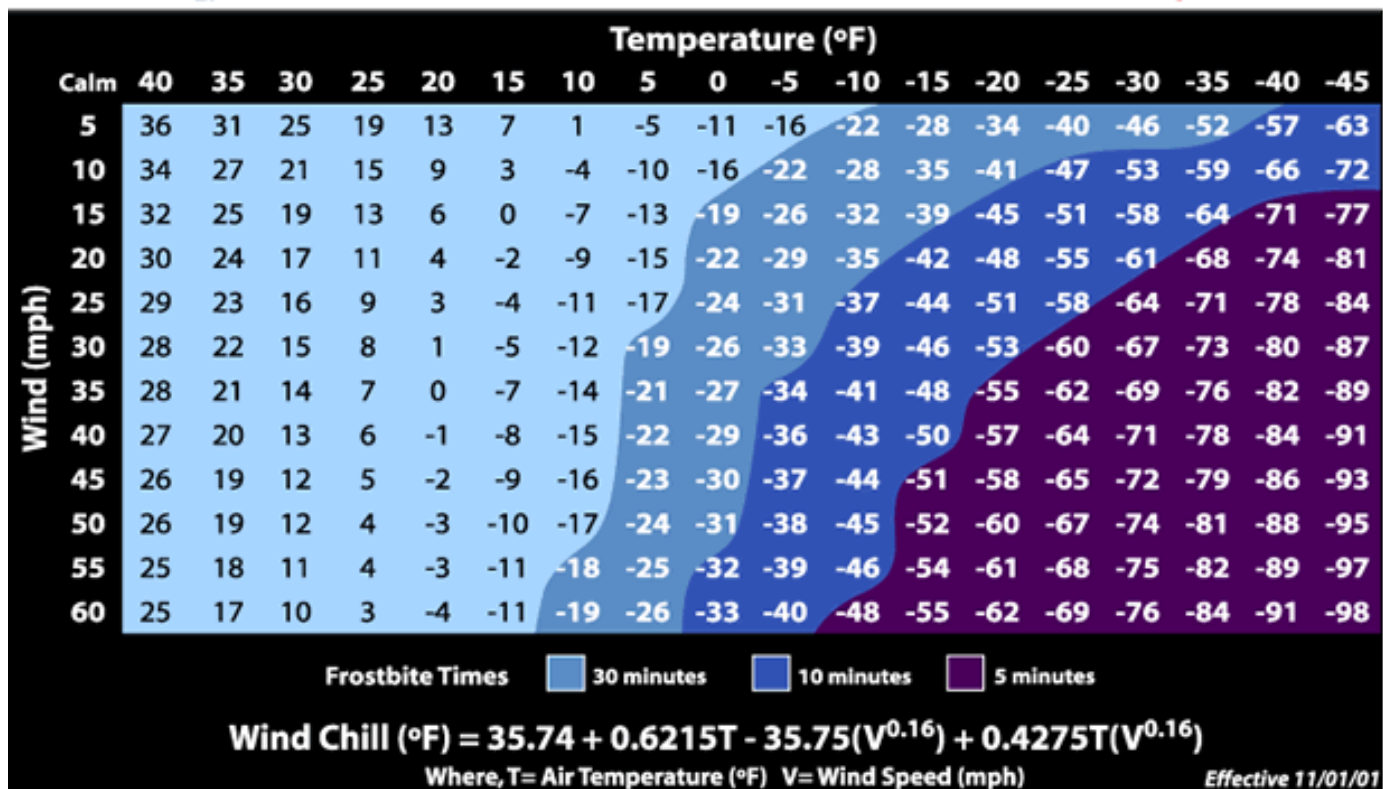 Temperature (ºF)
Calm 40 35 30 25 20 15 10 5 0 -5 -10 -15 -20 -25 -30 -35 -40 -45
5 36 31 25 19 13 7 1 -5 -11 -16 -22 -28 -34 -40 -46 -52 -57 -63
10 34 27 21 15 9 3 -4 -10 -16 -22 -28 -35 -41 -47 -53 -59 -66 -72
15 32 25 19 13 6 0 -7 -13 -19 -26 -32 -39 -45 -51 -58 -64 -71 -77
20 30 24 17 11 4 -2 -9 -15 -22 -29 -35 -42 -48 -55 -61 -68 -74 -81
25 29 23 16 9 3 -4 -11 -17 -24 -31 -37 -44 -51 -58 -64 -71 -78 -84
30 28 22 15 8 1 -5 -12 -19 -26 -33 -39 -46 -53 -60 -67 -73 -80 -87
35 28 21 14 7 0 -7 -14 -21 -27 -34 -41 -48 -55 -62 -69 -76 -82 -89
40 27 20 13 6 -1 -8 -15 -22 -29 -36 -43 -50 -57 -64 -71 -78 -84 -91
45 26 19 12 5 -2 -9 -16 -23 -30 -37 -44 -51 -58 -65 -72 -79 -86 -93
50 26 19 12 4 -3 -10 -17 -24 -31 -38 -45 -52 -60 -67 -74 -81 -88 -95
55 25 18 11 4 -3 -11 -18 -25 -32 -39 -46 -54 -61 -68 -75 -82 -89 -97
60 25 17 10 3 -4 -11 -19 -26 -33 -40 -48 -55 -62 -69 -76 -84 -91 -98
Wind (mph)
Frostbite Times 30 minutes 10 minutes 5 minutes
Wind Chill (ºF) = 35.74 + 0.6215T - 35.75(V^0.16) + 0.4275T(V^0.16)
Where, T= Air Temperature (ºF) V= Wind Speed (mph) Effective 11/01/01